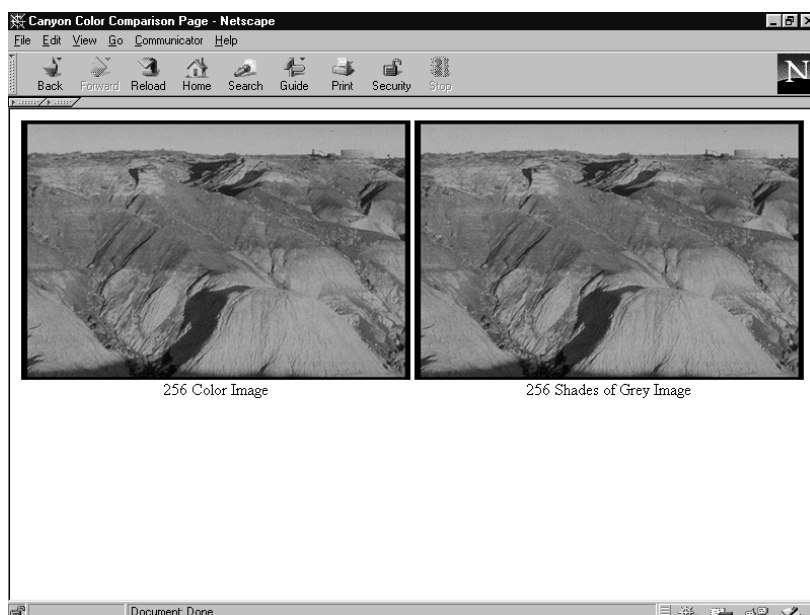 Canyon Color Comparison Page - Netscape
File Edit View Go Communicator Help
Back Forward Reload Home Search Guide Print Security Stop
N
256 Color Image 256 Shades of Grey Image
Document: Done